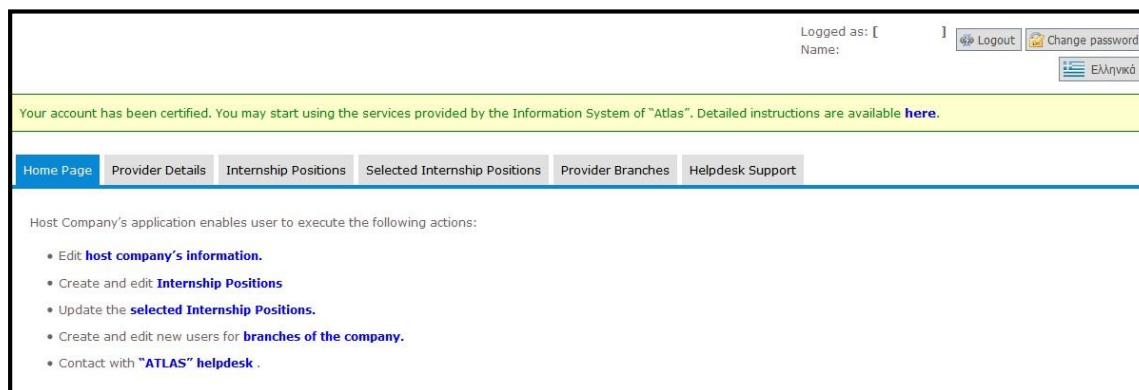 Logged as: [ ]
Logout
Change password
Name:
Ελληνικά
Your account has been certified. You may start using the services provided by the Information System of "Atlas". Detailed instructions are available here.
Home Page Provider Details Internship Positions Selected Internship Positions Provider Branches Helpdesk Support
Host Company's application enables user to execute the following actions:
• Edit host company's information.
• Create and edit Internship Positions
• Update the selected Internship Positions.
• Create and edit new users for branches of the company.
• Contact with "ATLAS" helpdesk .